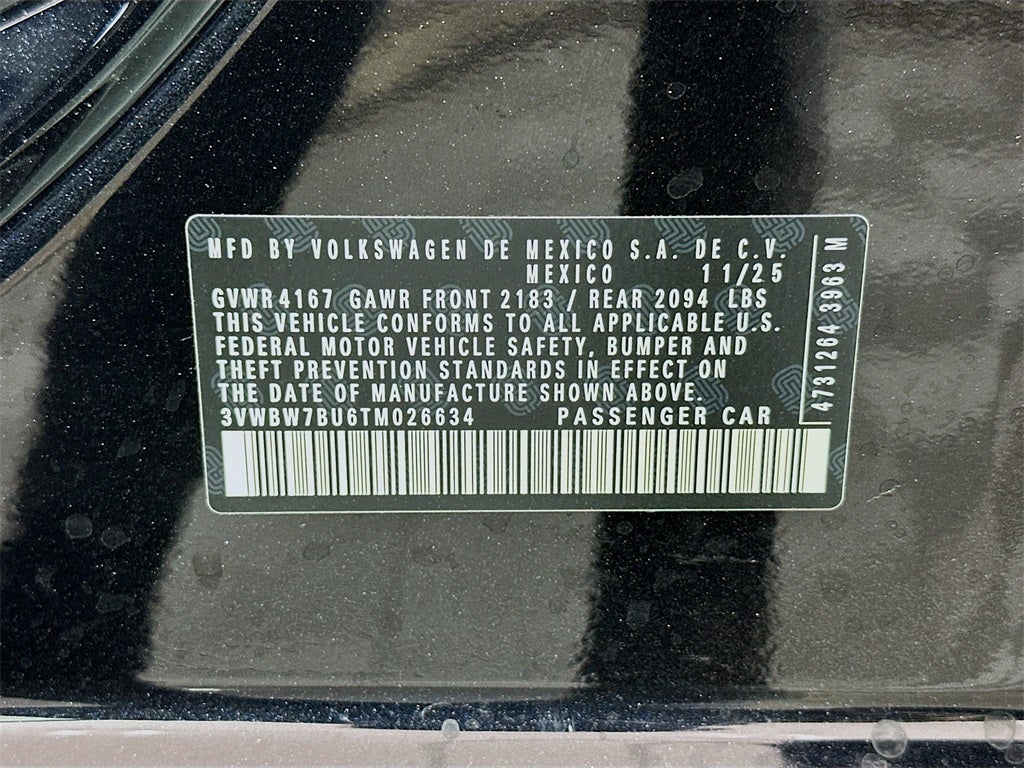 MFD BY VOLKSWAGEN DE MEXICO S.A. DE C.V.
MEXICO 11/25
GVWR 4167 GAWR FRONT 2183 / REAR 2094 LBS
THIS VEHICLE CONFORMS TO ALL APPLICABLE U.S.
FEDERAL MOTOR VEHICLE SAFETY, BUMPER AND
THEFT PREVENTION STANDARDS IN EFFECT ON
THE DATE OF MANUFACTURE SHOWN ABOVE.
3VWBW7BU6TM026634 PASSENGER CAR
4731264 3963 M